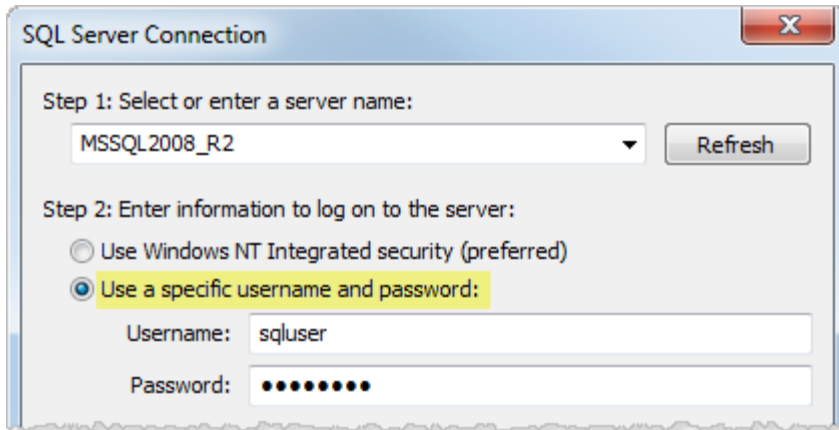 SQL Server Connection
Step 1: Select or enter a server name:
MSSQL2008_R2
Refresh
Step 2: Enter information to log on to the server:
Use Windows NT Integrated security (preferred)
Use a specific username and password:
Username: sqluser
Password: ●●●●●●●●